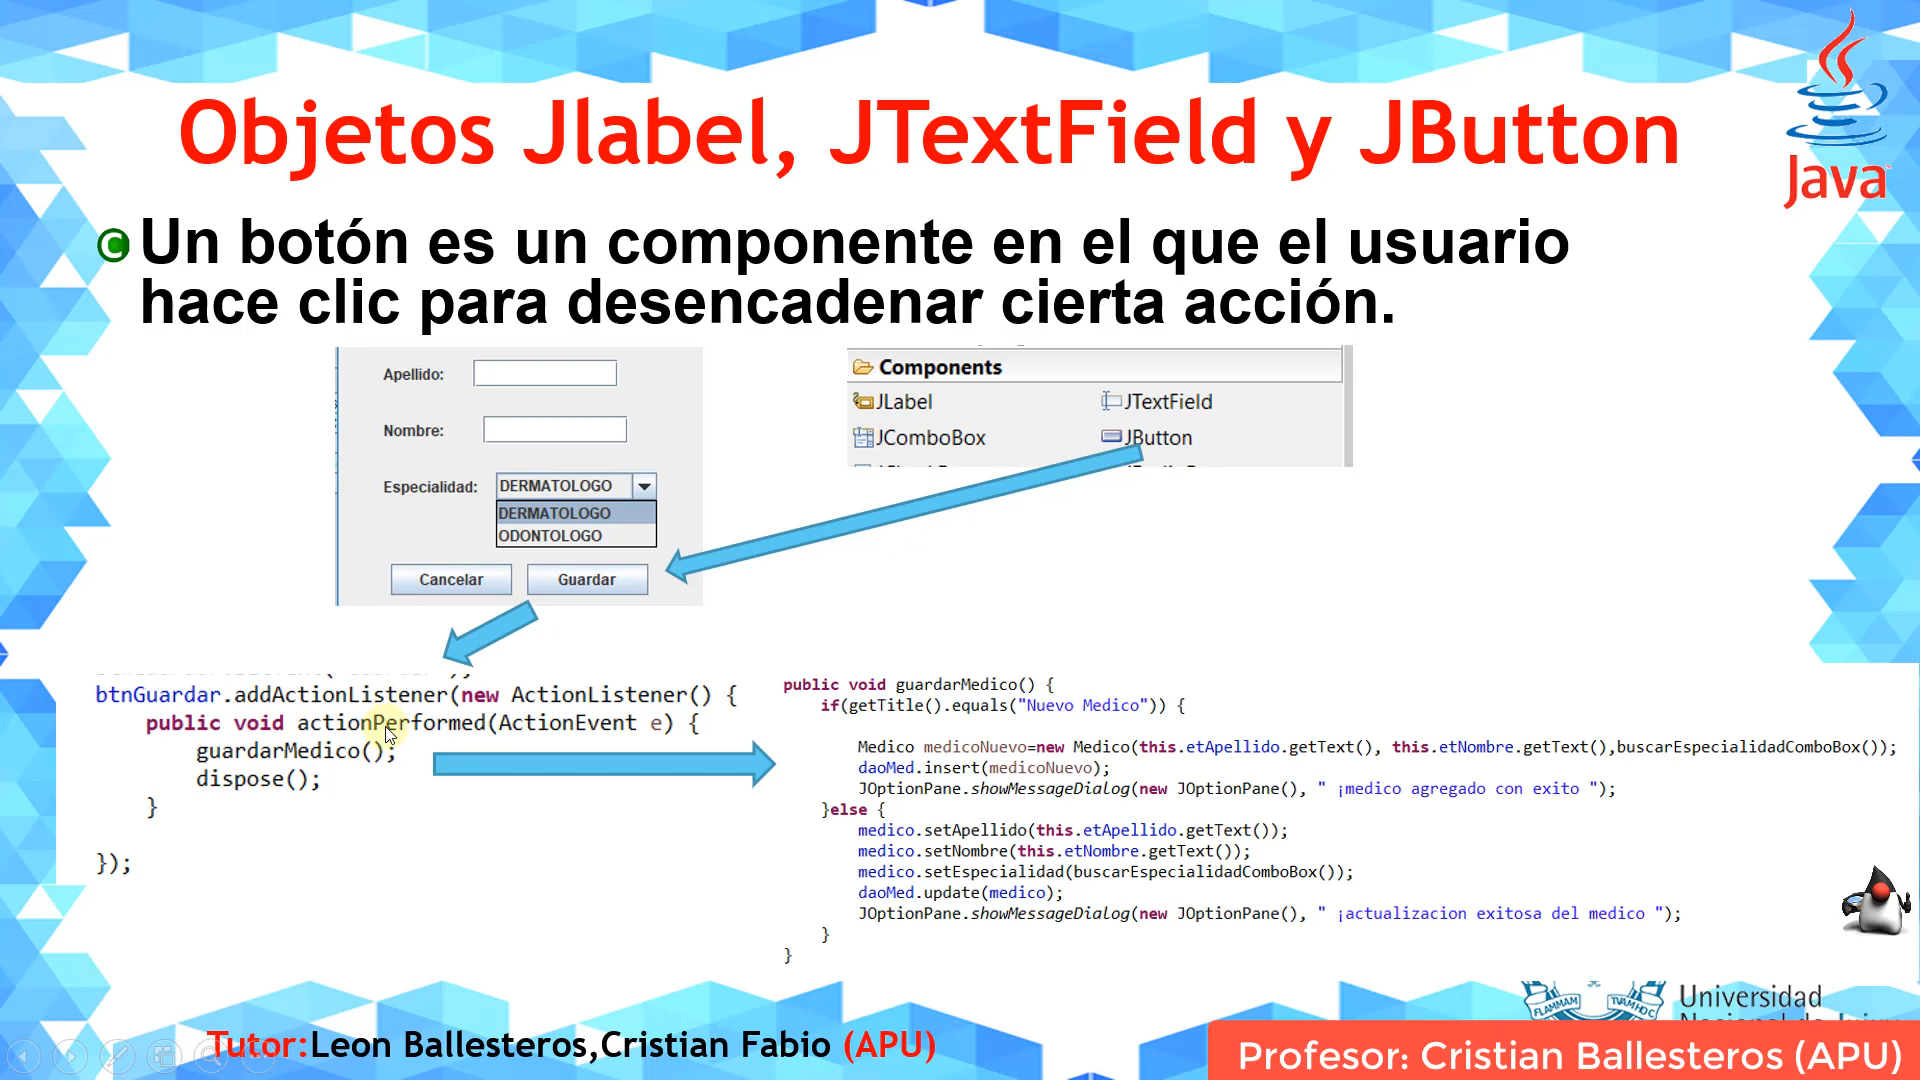 Java
Objetos Jlabel, JTextField y JButton
Un botón es un componente en el que el usuario
hace clic para desencadenar cierta acción.
Apellido:
Nombre:
Especialidad: DERMATOLOGO
DERMATOLOGO
ODONTOLOGO
Cancelar Guardar
Components
JLabel JTextField
JComboBox JButton
btnGuardar.addActionListener(new ActionListener() {
public void actionPerformed(ActionEvent e) {
guardarMedico();
dispose();
}
});
public void guardarMedico() {
if(getTitle().equals("Nuevo Medico")) {
Medico medicoNuevo=new Medico(this.etApellido.getText(), this.etNombre.getText(),buscarEspecialidadComboBox());
daoMed.insert(medicoNuevo);
JOptionPane.showMessageDialog(new JOptionPane(), " ¡medico agregado con exito ");
}else {
medico.setApellido(this.etApellido.getText());
medico.setNombre(this.etNombre.getText());
medico.setEspecialidad(buscarEspecialidadComboBox());
daoMed.update(medico);
JOptionPane.showMessageDialog(new JOptionPane(), " ¡actualizacion exitosa del medico ");
}
}
FLAMMAM
Universidad
Tutor:Leon Ballesteros,Cristian Fabio (APU)
Profesor: Cristian Ballesteros (APU)